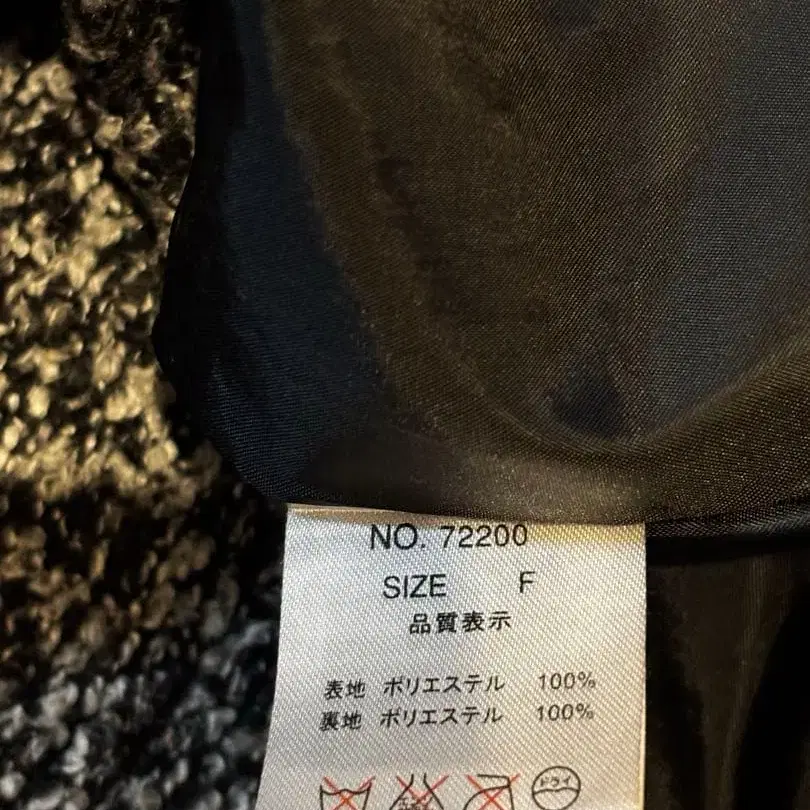 NO. 72200
SIZE F
品質表示
表地 ポリエステル 100%
裏地 ポリエステル 100%
ドライ